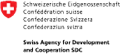 Schweizerische Eidgenossenschaft
Confédération suisse
Confederazione Svizzera
Confederaziun svizra
Swiss Agency for Development
and Cooperation SDC